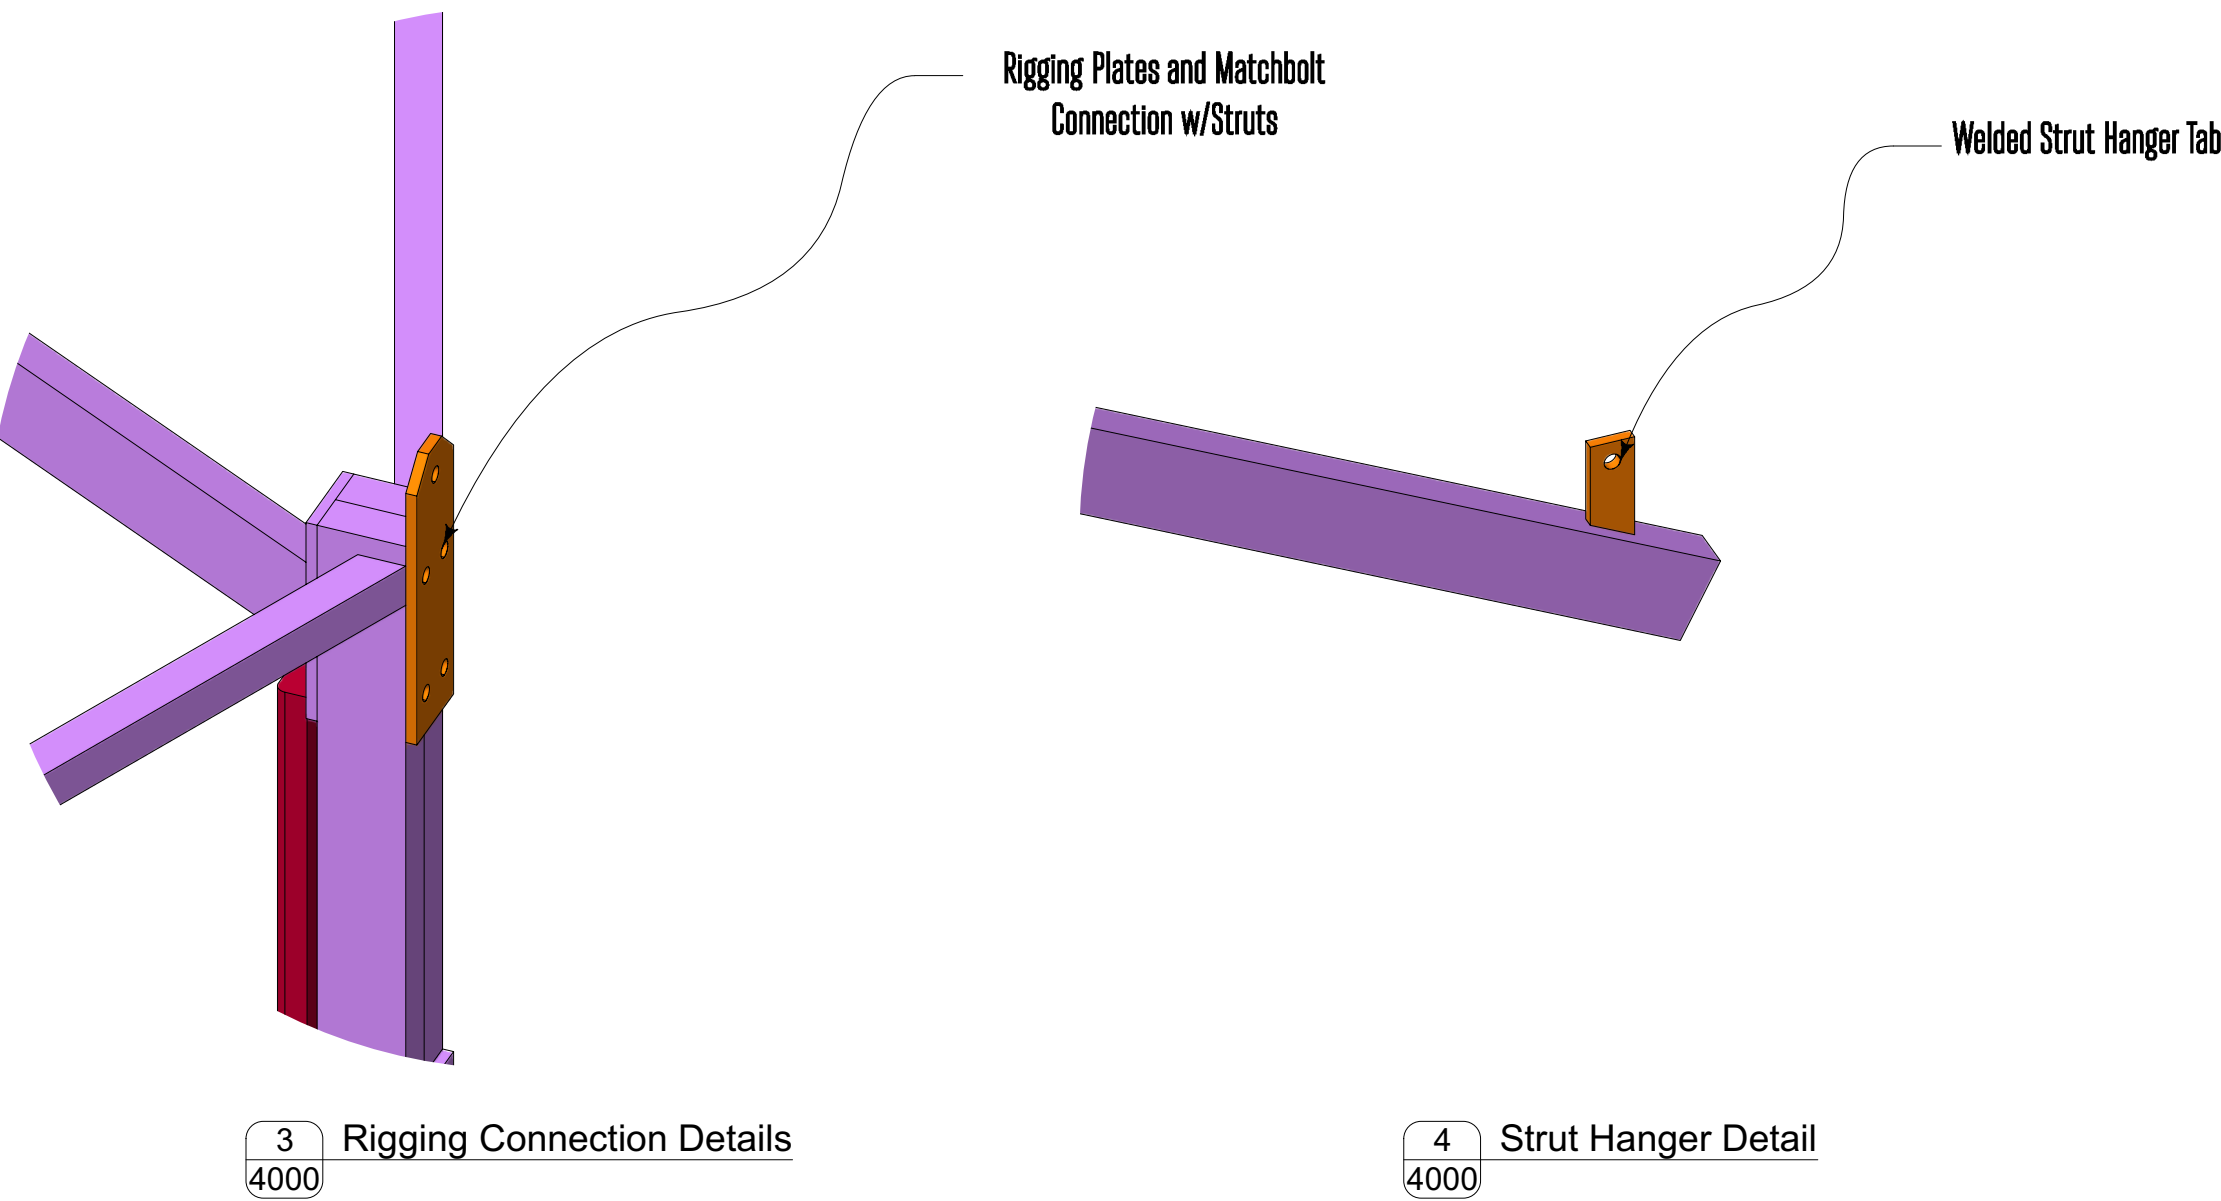 Rigging Plates and Matchbolt
Connection w/Struts
Welded Strut Hanger Tab
3
Rigging Connection Details
4000
4
Strut Hanger Detail
4000